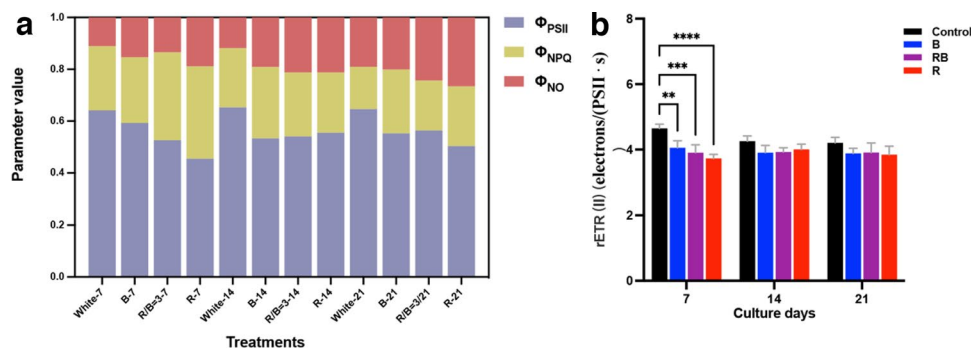 a
Parameter value
1.0
0.8
0.6
0.4
0.2
0.0
White-7
B-7
R/B=3-7
R-7
White-14
B-14
R/B=3-14
R-14
White-21
B-21
R/B=3/21
R-21
Treatments
ΦPSII
ΦNPQ
ΦNO
b
rETR (II) (electrons/(PSII · s)
8
6
4
2
0
**
***
****
7
14
21
Culture days
Control
B
RB
R